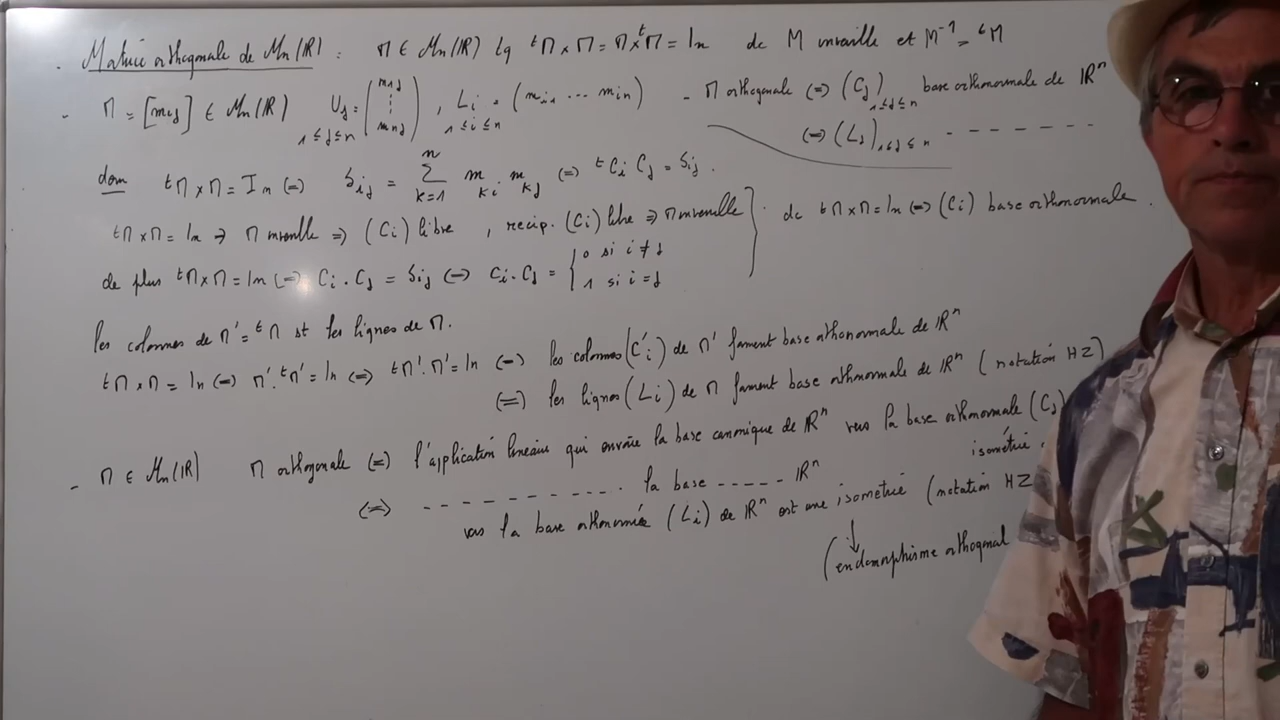 . Matrice orthogonale de Mn(IR) : M ∈ Mn(IR) tq ᵗM × M = M × ᵗM = In dc M inversible et M⁻¹ = ᵗM
- M = [mij] ∈ Mn(IR) Uj = (m1j ⋮ mnj) 1≤j≤n , Li = (mi1 ... min) 1≤i≤n - M orthogonale (=) (Cj) 1≤j≤n base orthonormale de IRⁿ
(=) (Lj) 1≤j≤n - - - - - - - -
dem ᵗM × M = In (=) δij = Σ k=1 n mki mkj (=) ᵗCi Cj = δij .
ᵗM × M = In ⇒ M inversible ⇒ (Ci) libre , recip. (Ci) libre ⇒ M inversible } dc ᵗM × M = In (=) (Ci) base orthonormale .
de plus ᵗM × M = In (=) Ci . Cj = δij (=) Ci . Cj = { 0 si i ≠ j 1 si i = j
les colonnes de M' = ᵗM st les lignes de M.
ᵗM × M = In (=) M' . ᵗM' = In (=) ᵗM' . M' = In (=) les colonnes (C'i) de M' forment base orthonormale de IRⁿ
(=) les lignes (Li) de M forment base orthonormale de IRⁿ (notation HZ)
- M ∈ Mn(IR) M orthogonale (=) l'application linéaire qui envoie la base canonique de IRⁿ vers la base orthonormale (Cj)
isométrie
(=) - - - - - - - - . la base - - - - - IRⁿ
vers la base orthonormée (Li) de IRⁿ est une isométrie (notation HZ
↓
(endomorphisme orthogonal